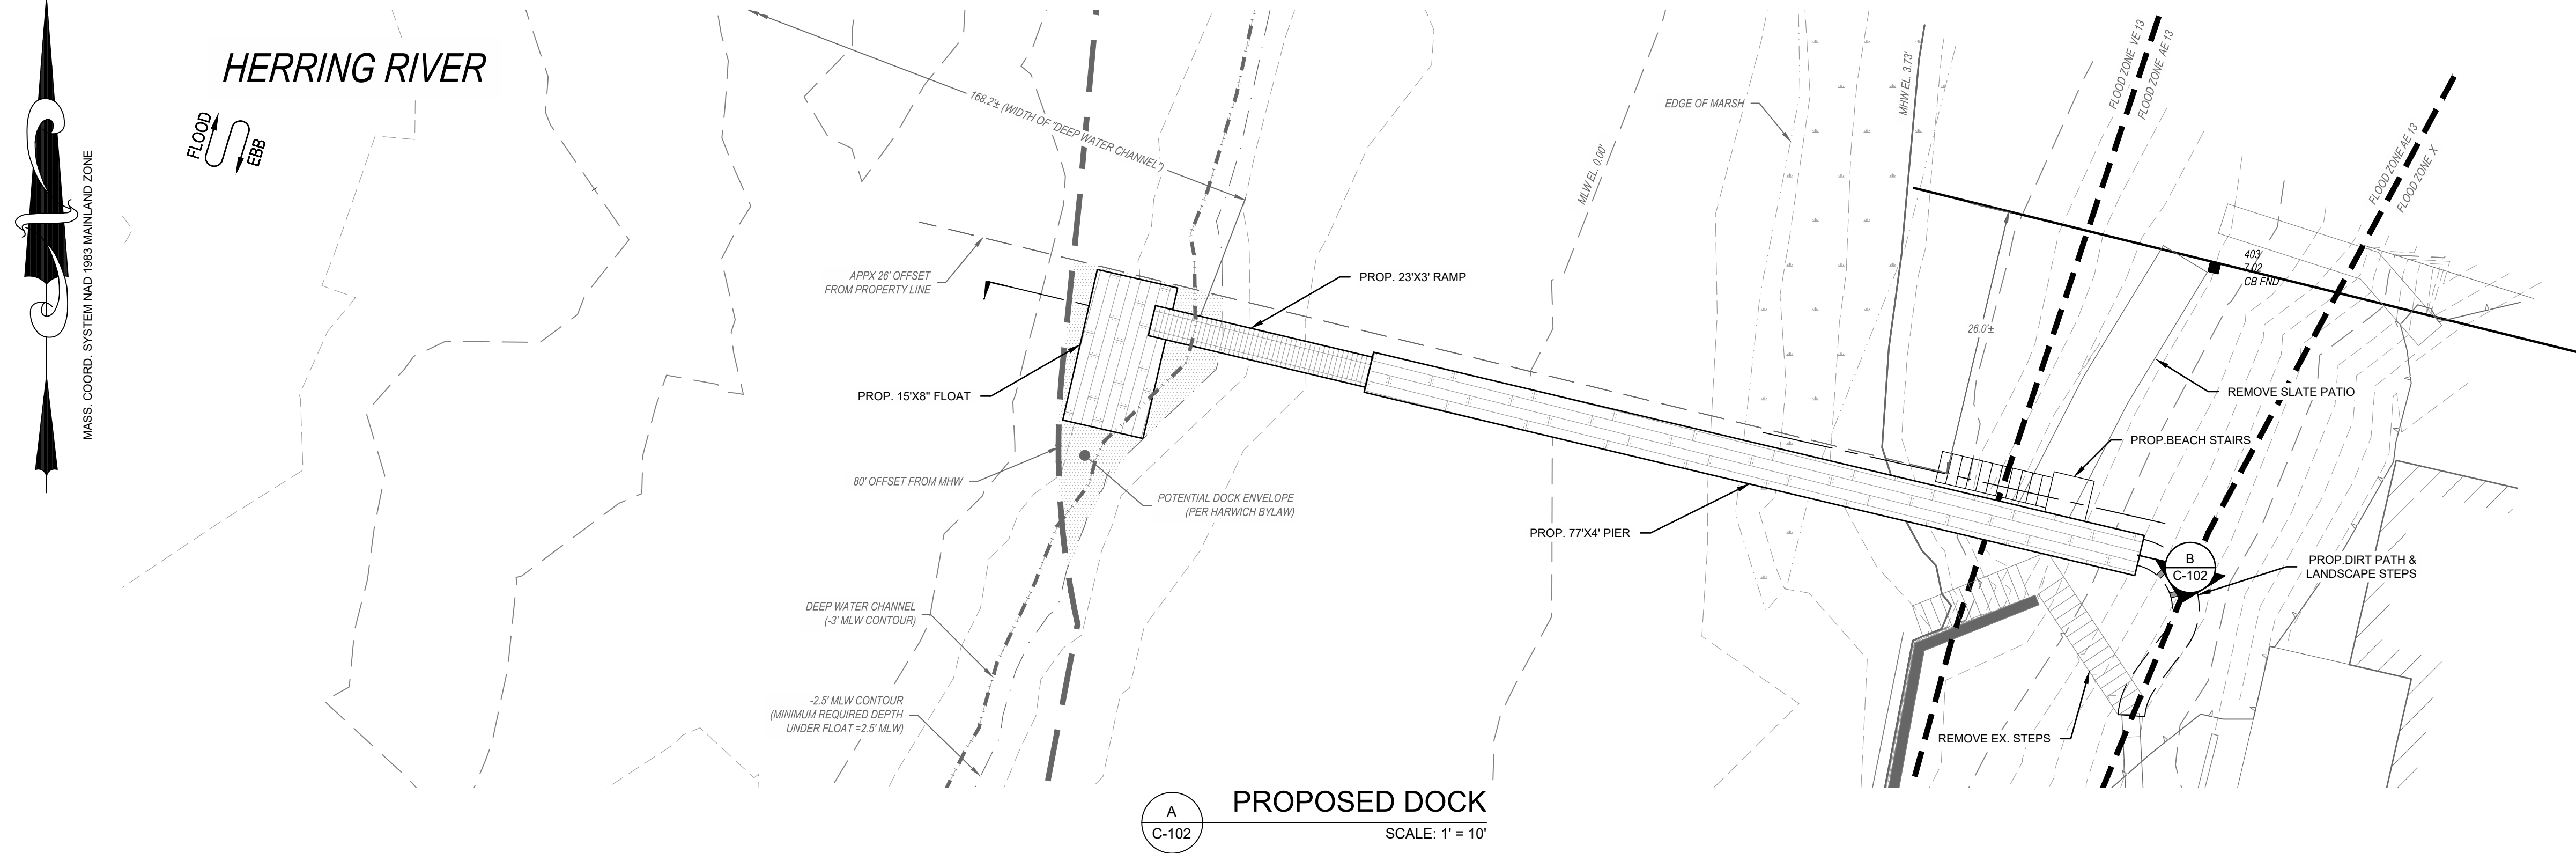 HERRING RIVER
FLOOD
EBB
MASS. COORD. SYSTEM NAD 1983 MAINLAND ZONE
168.2'± (WIDTH OF "DEEP WATER CHANNEL")
APPX 26' OFFSET
FROM PROPERTY LINE
PROP. 23'X3' RAMP
PROP. 15'X8" FLOAT
80' OFFSET FROM MHW
POTENTIAL DOCK ENVELOPE
(PER HARWICH BYLAW)
DEEP WATER CHANNEL
(-3' MLW CONTOUR)
-2.5' MLW CONTOUR
(MINIMUM REQUIRED DEPTH
UNDER FLOAT =2.5' MLW)
MLW EL. 0.00'
EDGE OF MARSH
MHW EL. 3.73'
FLOOD ZONE VE 13
FLOOD ZONE AE 13
FLOOD ZONE AE 13
FLOOD ZONE X
403
7.02
CB FND
26.0'±
REMOVE SLATE PATIO
PROP.BEACH STAIRS
PROP. 77'X4' PIER
B
C-102
PROP.DIRT PATH &
LANDSCAPE STEPS
REMOVE EX. STEPS
A
C-102
PROPOSED DOCK
SCALE: 1' = 10'